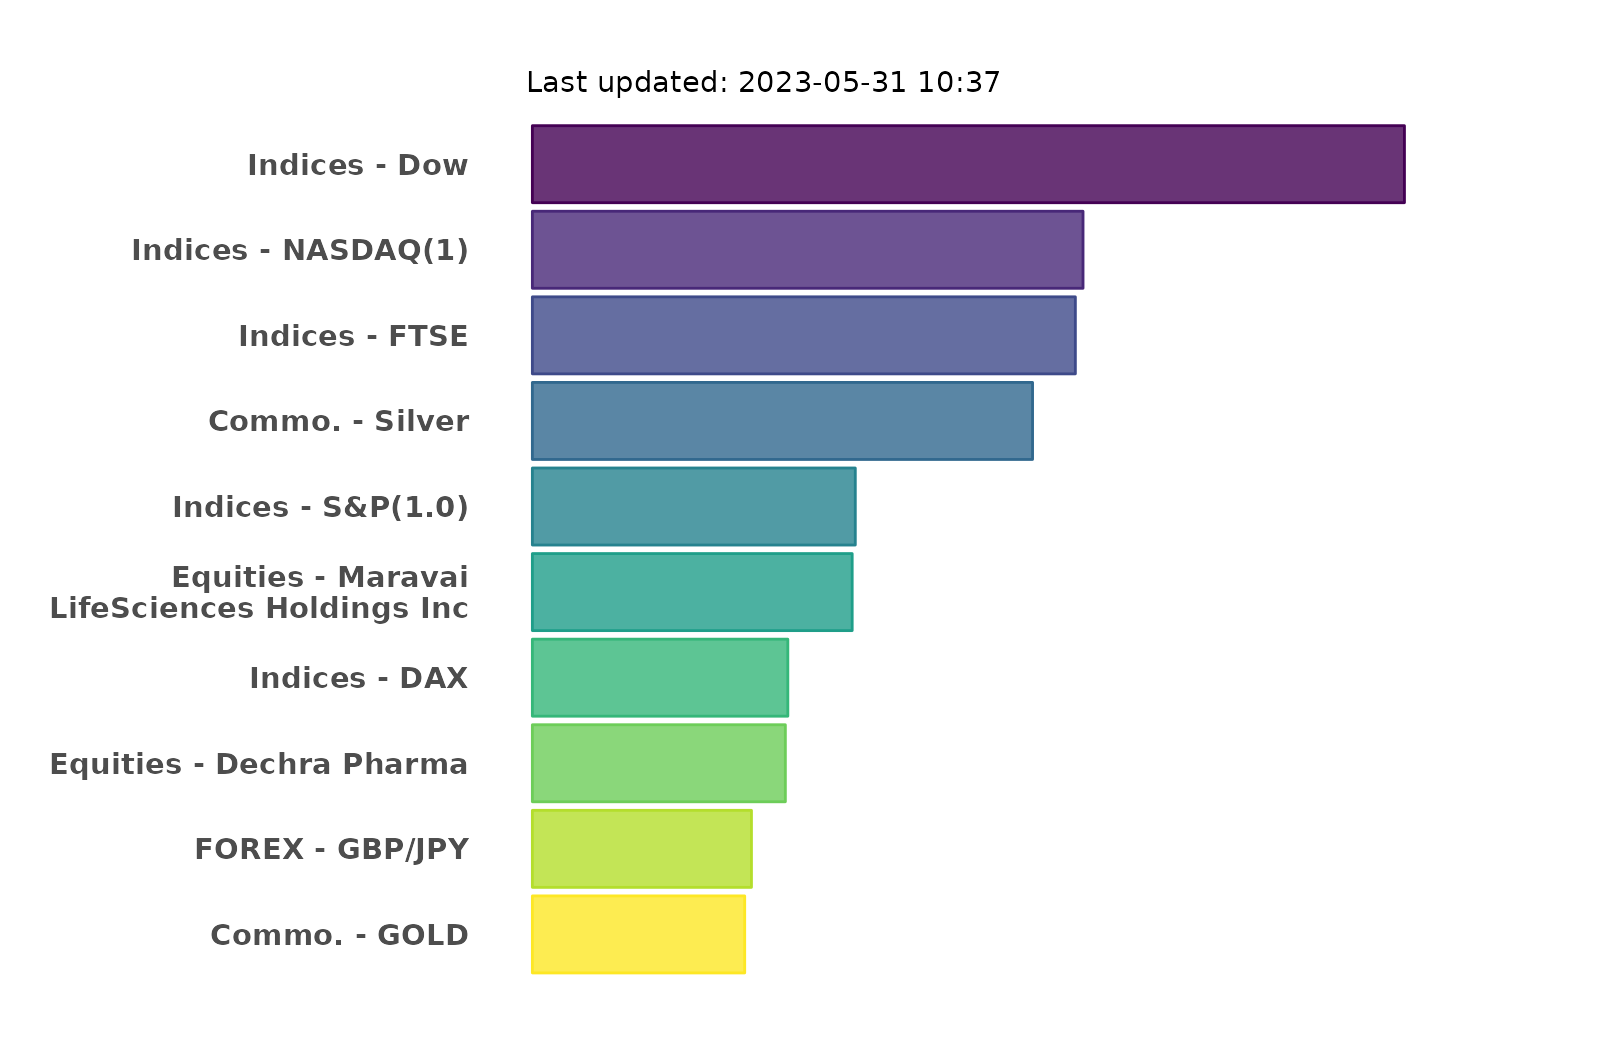 Last updated: 2023-05-31 10:37
Indices - Dow
Indices - NASDAQ(1)
Indices - FTSE
Commo. - Silver
Indices - S&P(1.0)
Equities - Maravai
LifeSciences Holdings Inc
Indices - DAX
Equities - Dechra Pharma
FOREX - GBP/JPY
Commo. - GOLD